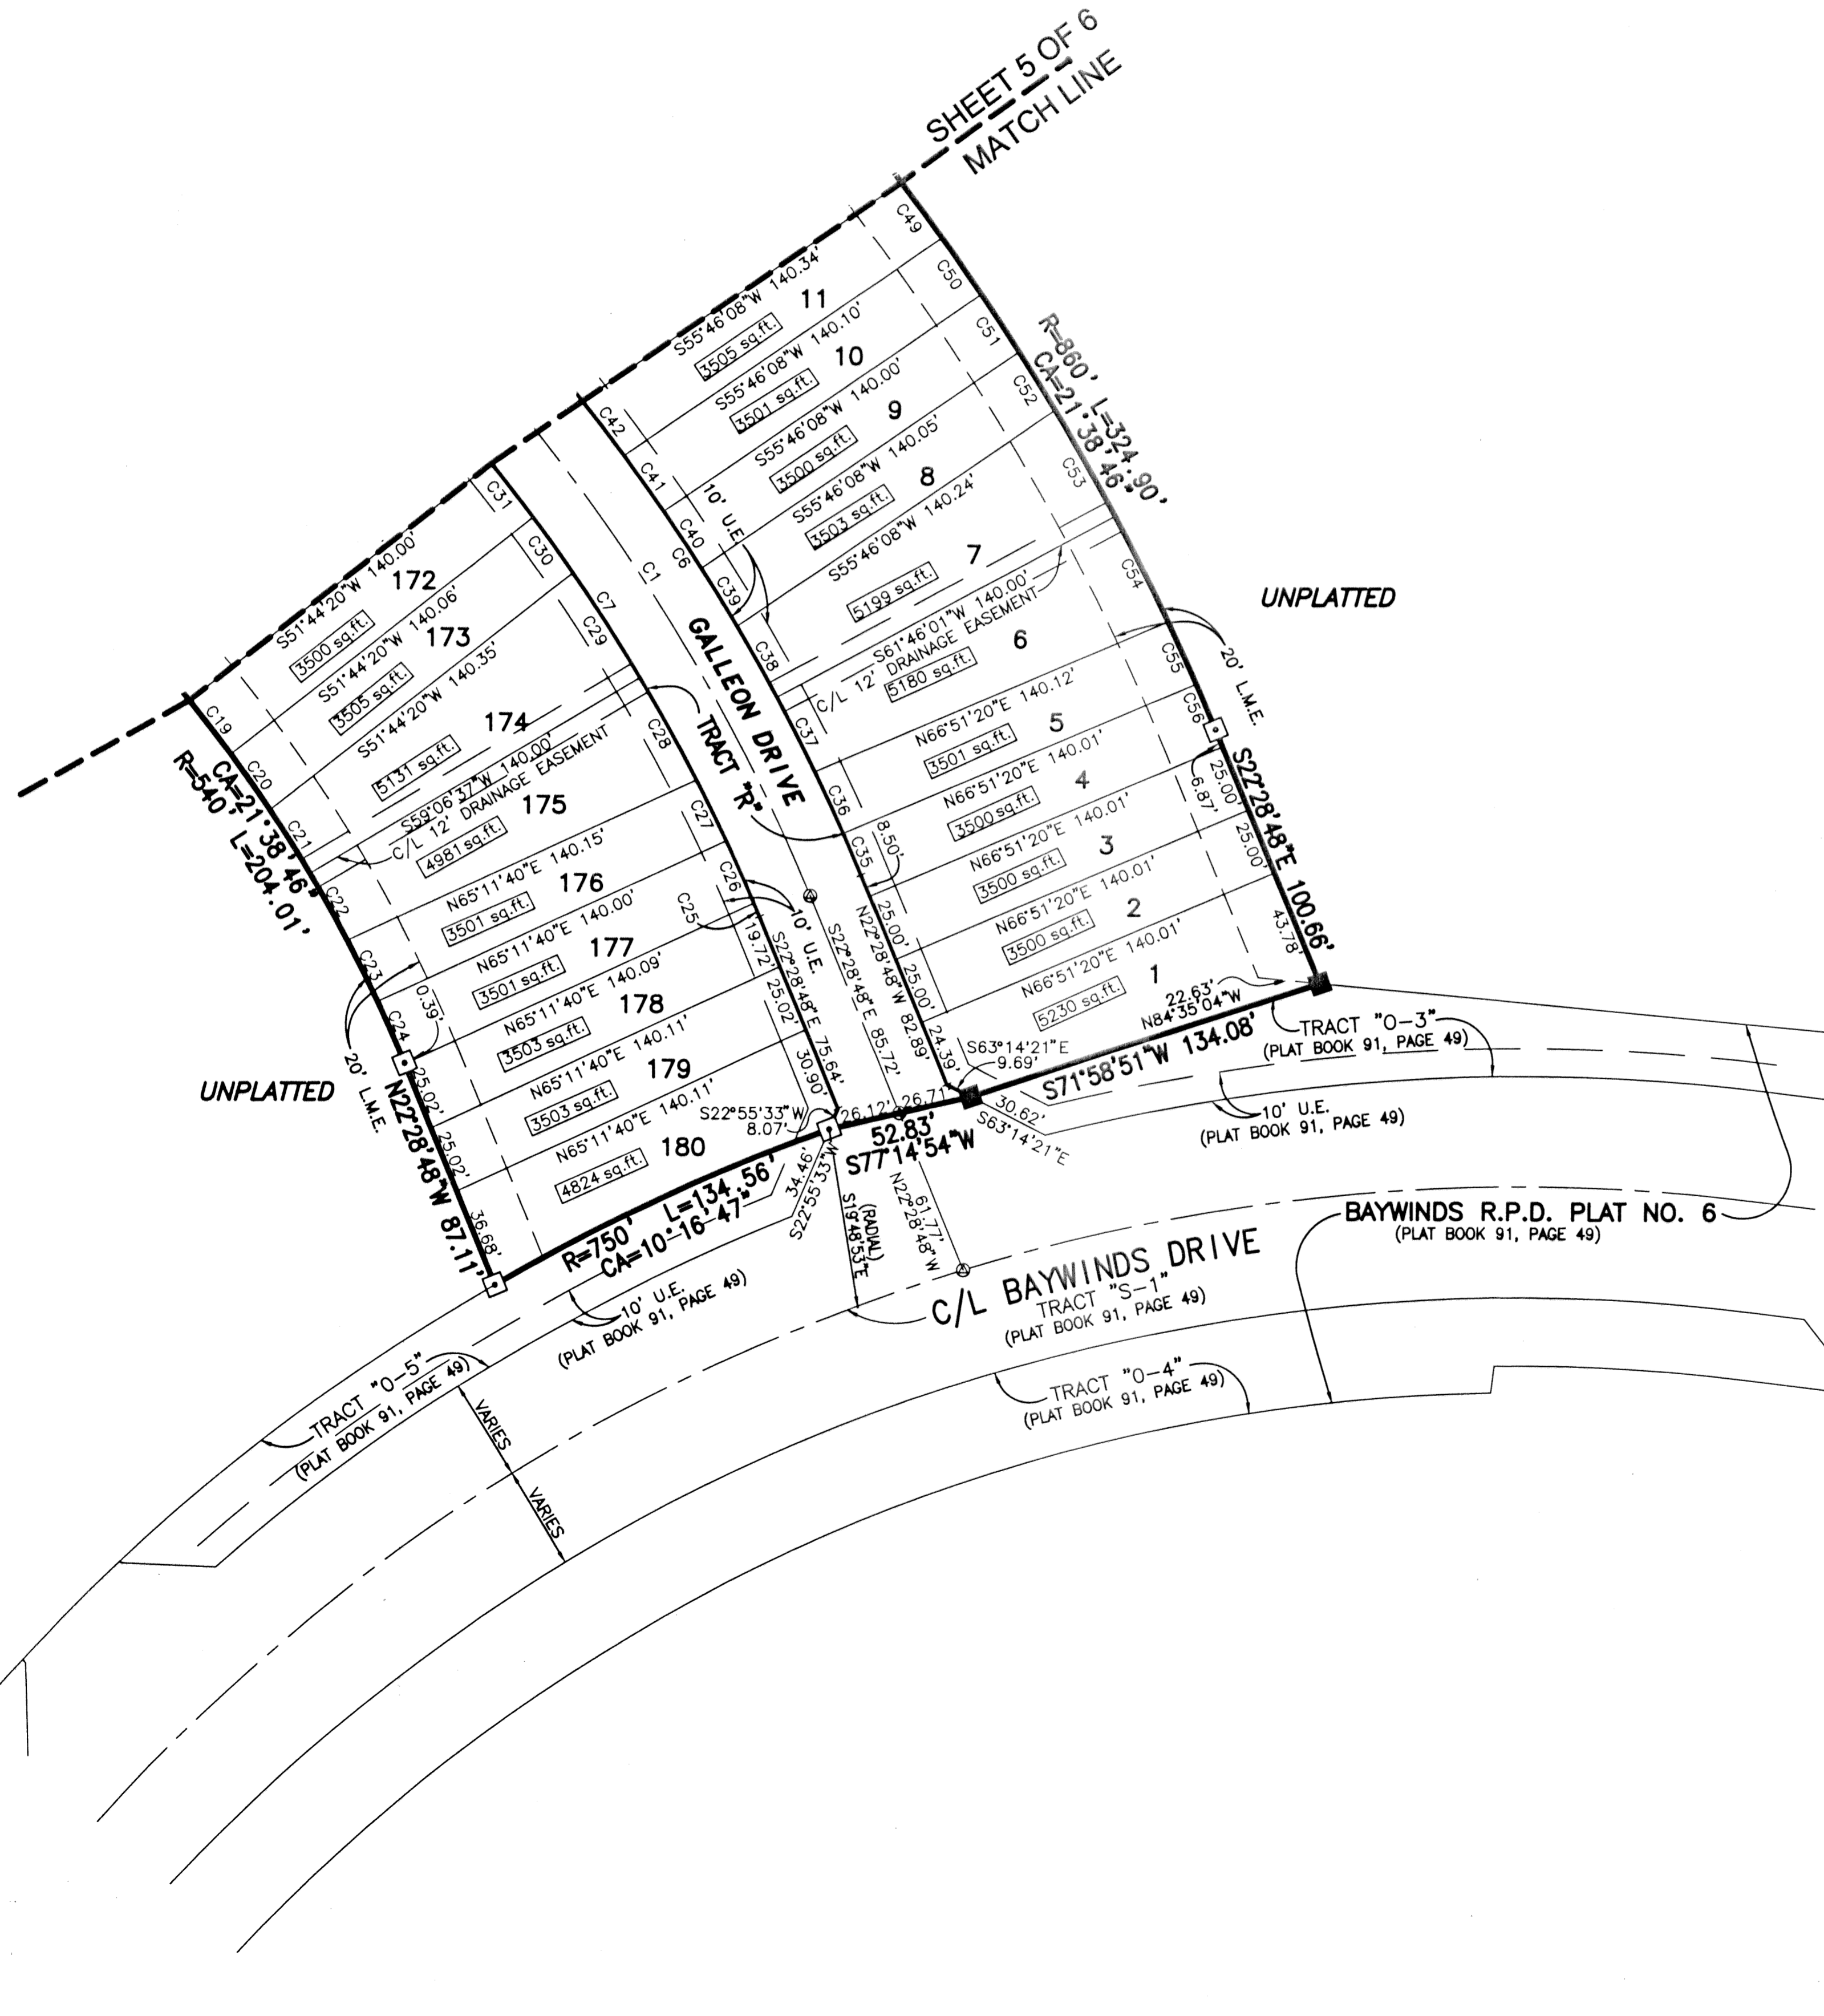 SHEET 5 OF 6
MATCH LINE
C49
C50
C51
C52
C53
C54
C55
C56
R=860' L=324.90'
CA=21°38'46"
S55°46'08"W 140.34'
11
3505 sq.ft.
S55°46'08"W 140.10'
10
3501 sq.ft.
S55°46'08"W 140.00'
9
3500 sq.ft.
S55°46'08"W 140.05'
8
3503 sq.ft.
S55°46'08"W 140.24'
7
5199 sq.ft.
S61°46'01"W 140.00'
C/L 12' DRAINAGE EASEMENT
6
5180 sq.ft.
N66°51'20"E 140.12'
5
3501 sq.ft.
N66°51'20"E 140.01'
4
3500 sq.ft.
N66°51'20"E 140.01'
3
3500 sq.ft.
N66°51'20"E 140.01'
2
3500 sq.ft.
N66°51'20"E 140.01'
1
5230 sq.ft.
C42
C41
C40
C6
C39
C38
C37
C36
C35
8.50'
10' U.E.
C1
GALLEON DRIVE
TRACT "R"
C31
C30
C7
C29
C28
C27
C26
C25
10' U.E.
S51°44'20"W 140.00'
172
3500 sq.ft.
S51°44'20"W 140.06'
173
3505 sq.ft.
S51°44'20"W 140.35'
174
5131 sq.ft.
S59°06'37"W 140.00'
C/L 12' DRAINAGE EASEMENT
175
4981 sq.ft.
N65°11'40"E 140.15'
176
3501 sq.ft.
N65°11'40"E 140.00'
177
3501 sq.ft.
N65°11'40"E 140.09'
178
3503 sq.ft.
N65°11'40"E 140.11'
179
3503 sq.ft.
N65°11'40"E 140.11'
180
4824 sq.ft.
C19
C20
C21
C22
C23
C24
CA=21°38'46"
R=540' L=204.01'
0.39'
20' L.M.E.
UNPLATTED
25.02'
25.02'
36.68'
N22°28'48"W 87.11'
19.72'
25.02'
30.90'
S22°28'48"E 75.64'
S22°28'48"E 85.72'
N22°28'48"W 82.89'
25.00'
25.00'
24.39'
UNPLATTED
20' L.M.E.
6.87'
25.00'
25.00'
43.78'
S22°28'48"E 100.66'
22.63'
N84°35'04"W
S63°14'21"E
9.69'
S71°58'51"W 134.08'
TRACT "O-3"
(PLAT BOOK 91, PAGE 49)
10' U.E.
(PLAT BOOK 91, PAGE 49)
30.62'
S63°14'21"E
26.12'
26.71'
52.83'
S77°14'54"W
S22°55'33"W
8.07'
34.46'
S22°55'33"W
R=750' L=134.56'
CA=10°16'47"
(RADIAL)
S19°48'53"E
61.77'
N22°28'48"W
BAYWINDS R.P.D. PLAT NO. 6
(PLAT BOOK 91, PAGE 49)
C/L BAYWINDS DRIVE
TRACT "S-1"
(PLAT BOOK 91, PAGE 49)
10' U.E.
(PLAT BOOK 91, PAGE 49)
TRACT "O-5"
(PLAT BOOK 91, PAGE 49)
TRACT "O-4"
(PLAT BOOK 91, PAGE 49)
VARIES
VARIES